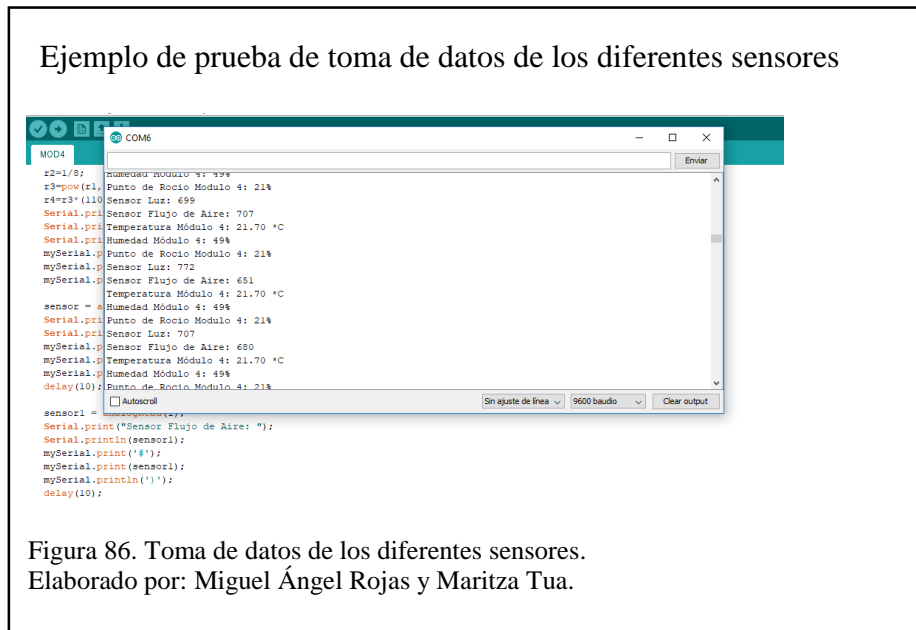 Ejemplo de prueba de toma de datos de los diferentes sensores
COM6
MOD4
Enviar
r2=1/8;
r3=pow(r1,
r4=r3*(110
Serial.pri
Serial.pri
Serial.pri
mySerial.p
mySerial.p
mySerial.p
sensor = a
Serial.pri
Serial.pri
mySerial.p
mySerial.p
mySerial.p
delay(10);
Humedad Modulo 4: 49%
Punto de Rocio Modulo 4: 21%
Sensor Luz: 699
Sensor Flujo de Aire: 707
Temperatura Módulo 4: 21.70 *C
Humedad Módulo 4: 49%
Punto de Rocio Modulo 4: 21%
Sensor Luz: 772
Sensor Flujo de Aire: 651
Temperatura Módulo 4: 21.70 *C
Humedad Módulo 4: 49%
Punto de Rocio Modulo 4: 21%
Sensor Luz: 707
Sensor Flujo de Aire: 680
Temperatura Módulo 4: 21.70 *C
Humedad Módulo 4: 49%
Punto de Rocio Modulo 4: 21%
Autoscroll
Sin ajuste de línea
9600 baudio
Clear output
sensor1 = analogRead(1);
Serial.print("Sensor Flujo de Aire: ");
Serial.println(sensor1);
mySerial.print('#');
mySerial.print(sensor1);
mySerial.println(')');
delay(10);
Figura 86. Toma de datos de los diferentes sensores.
Elaborado por: Miguel Ángel Rojas y Maritza Tua.